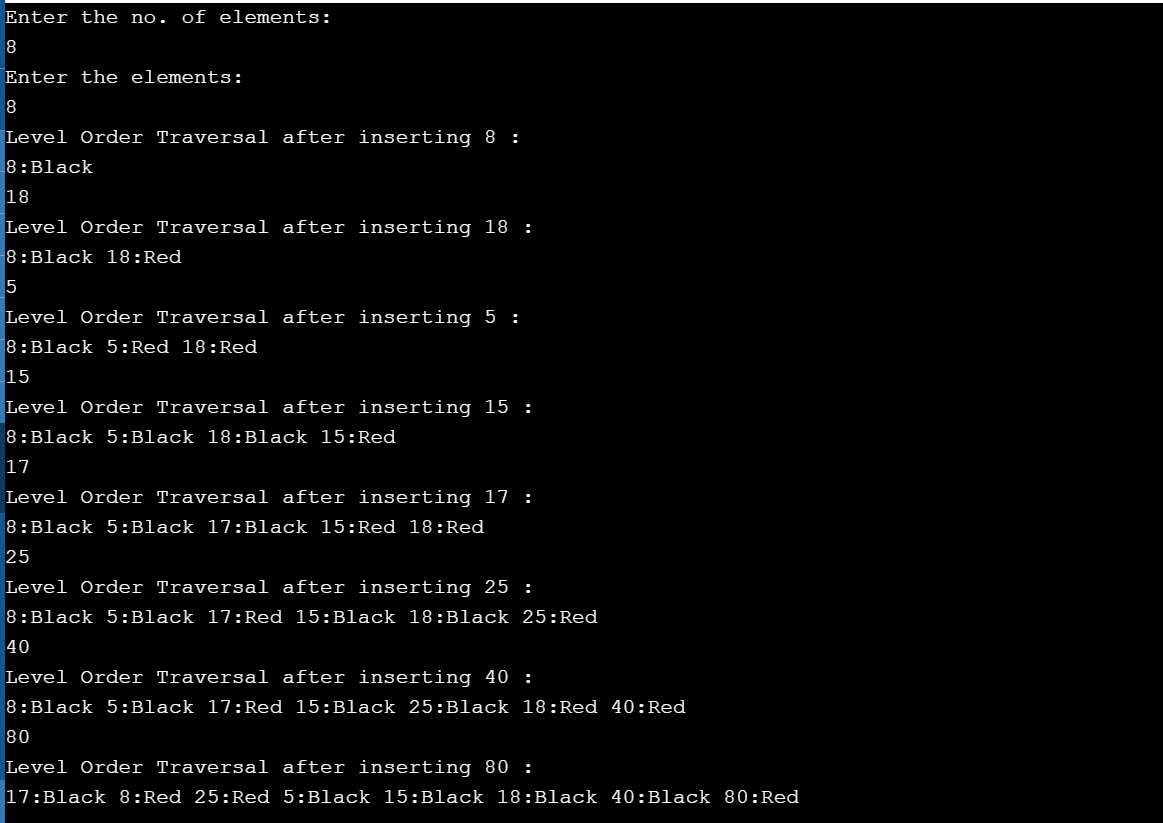 Enter the no. of elements:
8
Enter the elements:
8
Level Order Traversal after inserting 8 :
8:Black
18
Level Order Traversal after inserting 18 :
8:Black 18:Red
5
Level Order Traversal after inserting 5 :
8:Black 5:Red 18:Red
15
Level Order Traversal after inserting 15 :
8:Black 5:Black 18:Black 15:Red
17
Level Order Traversal after inserting 17 :
8:Black 5:Black 17:Black 15:Red 18:Red
25
Level Order Traversal after inserting 25 :
8:Black 5:Black 17:Red 15:Black 18:Black 25:Red
40
Level Order Traversal after inserting 40 :
8:Black 5:Black 17:Red 15:Black 25:Black 18:Red 40:Red
80
Level Order Traversal after inserting 80 :
17:Black 8:Red 25:Red 5:Black 15:Black 18:Black 40:Black 80:Red